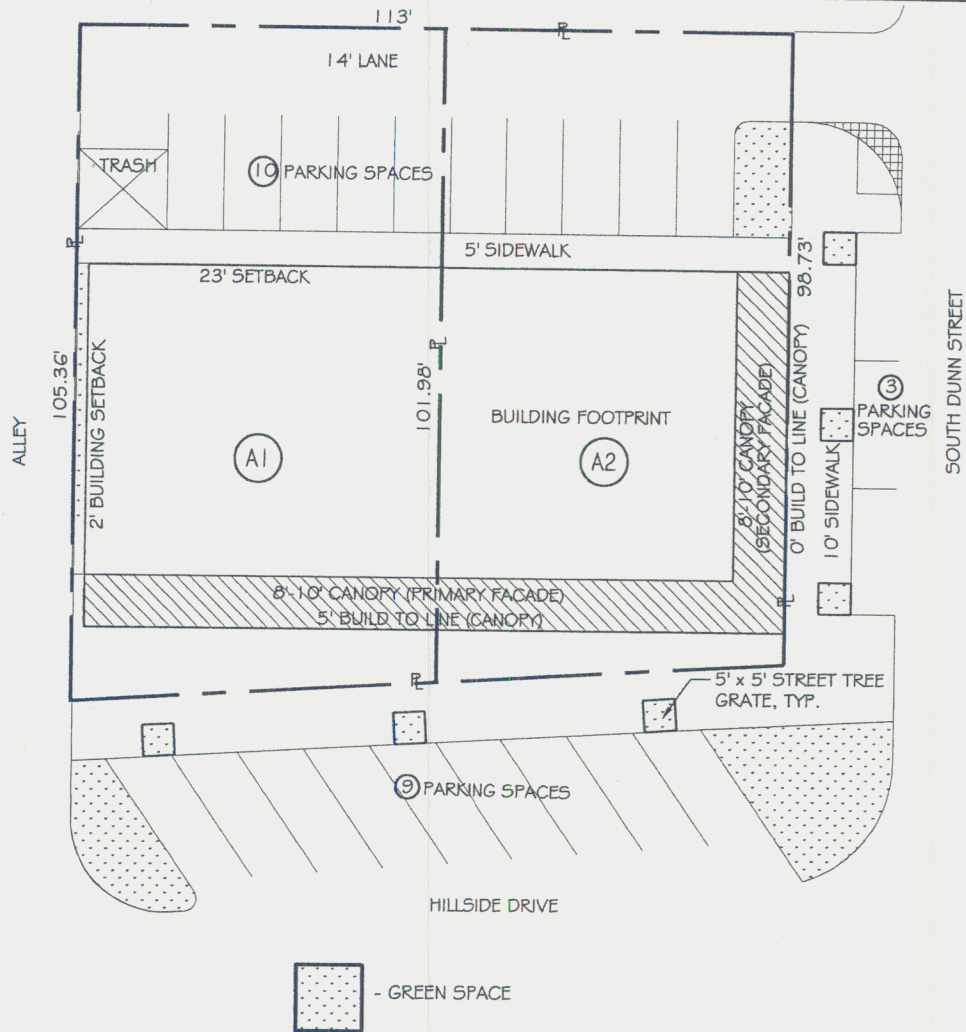 113'
PL
14' LANE
TRASH
10 PARKING SPACES
5' SIDEWALK
PL
23' SETBACK
98.73'
ALLEY
105.36'
2' BUILDING SETBACK
PL
101.98'
A1
BUILDING FOOTPRINT
A2
8'-10' CANOPY
(SECONDARY FACADE)
0' BUILD TO LINE (CANOPY)
10' SIDEWALK
3
PARKING
SPACES
SOUTH DUNN STREET
8'-10' CANOPY (PRIMARY FACADE)
5' BUILD TO LINE (CANOPY)
PL
PL
5' x 5' STREET TREE
GRATE, TYP.
9 PARKING SPACES
HILLSIDE DRIVE
- GREEN SPACE